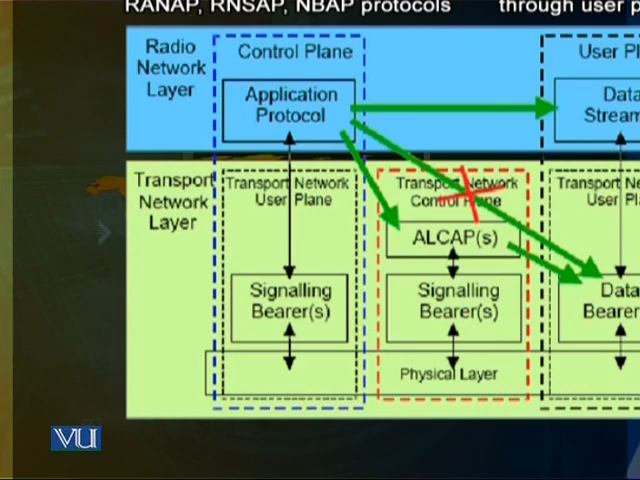 RANAP, RNSAP, NBAP protocols
through user p
Radio
Network
Layer
Control Plane
User Pl
Application
Protocol
Data
Stream
Transport
Network
Layer
Transport Network
User Plane
Transport Network
Control Plane
Transport N
User Pla
ALCAP(s)
Signalling
Bearer(s)
Signalling
Bearer(s)
Data
Bearer
Physical Layer
VU